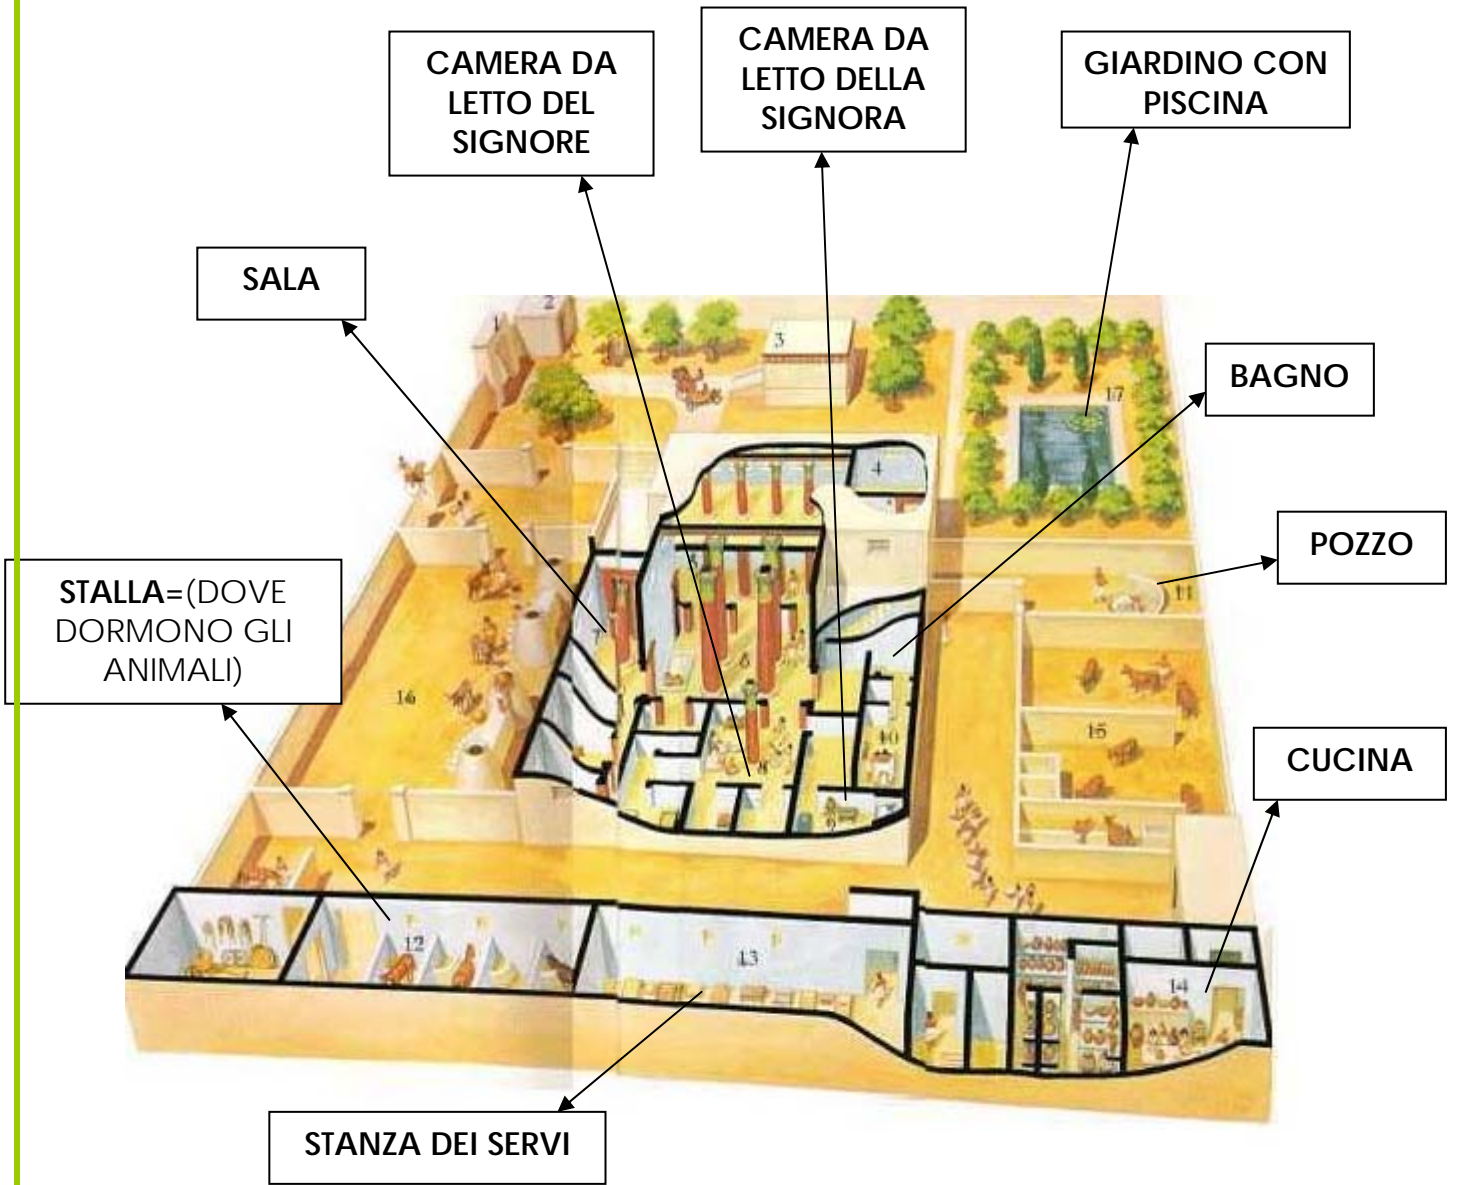 CAMERA DA
LETTO DEL
SIGNORE
CAMERA DA
LETTO DELLA
SIGNORA
GIARDINO CON
PISCINA
SALA
BAGNO
POZZO
STALLA=(DOVE
DORMONO GLI
ANIMALI)
CUCINA
STANZA DEI SERVI
1
2
3
4
17
11
7
6
16
15
10
8
9
12
13
14